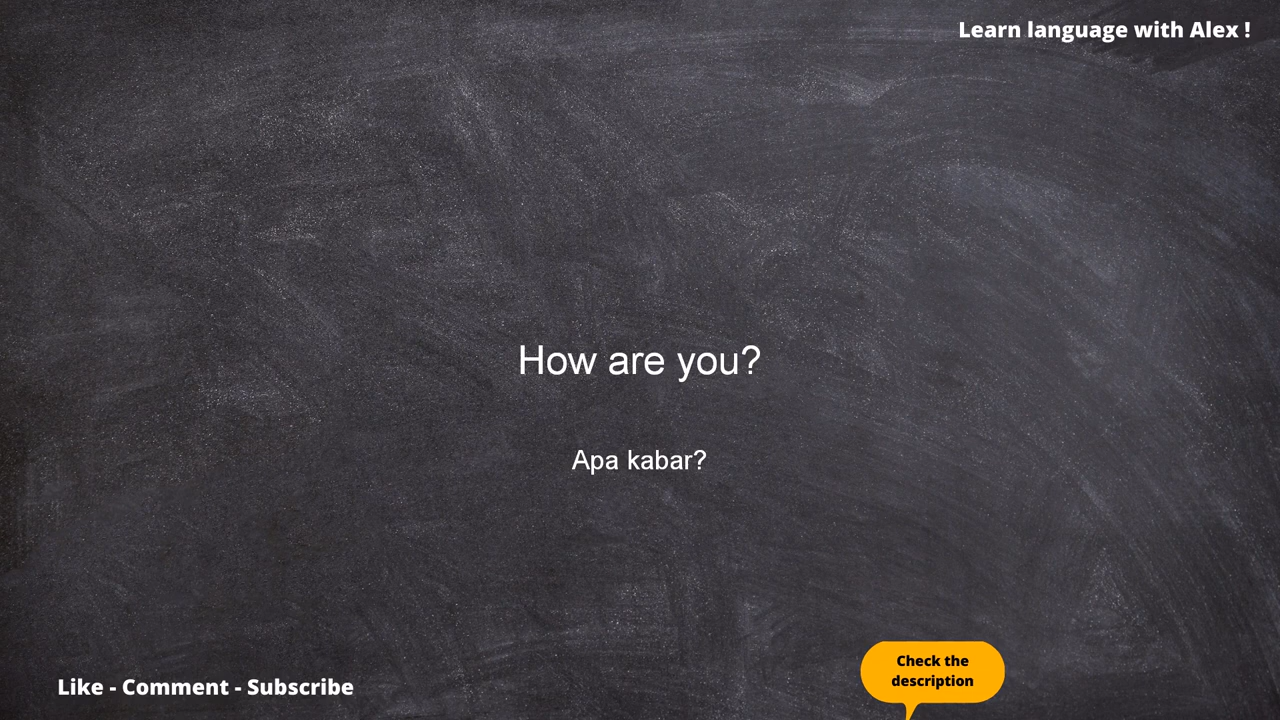 Learn language with Alex !
How are you?
Apa kabar?
Like - Comment - Subscribe
Check the
description